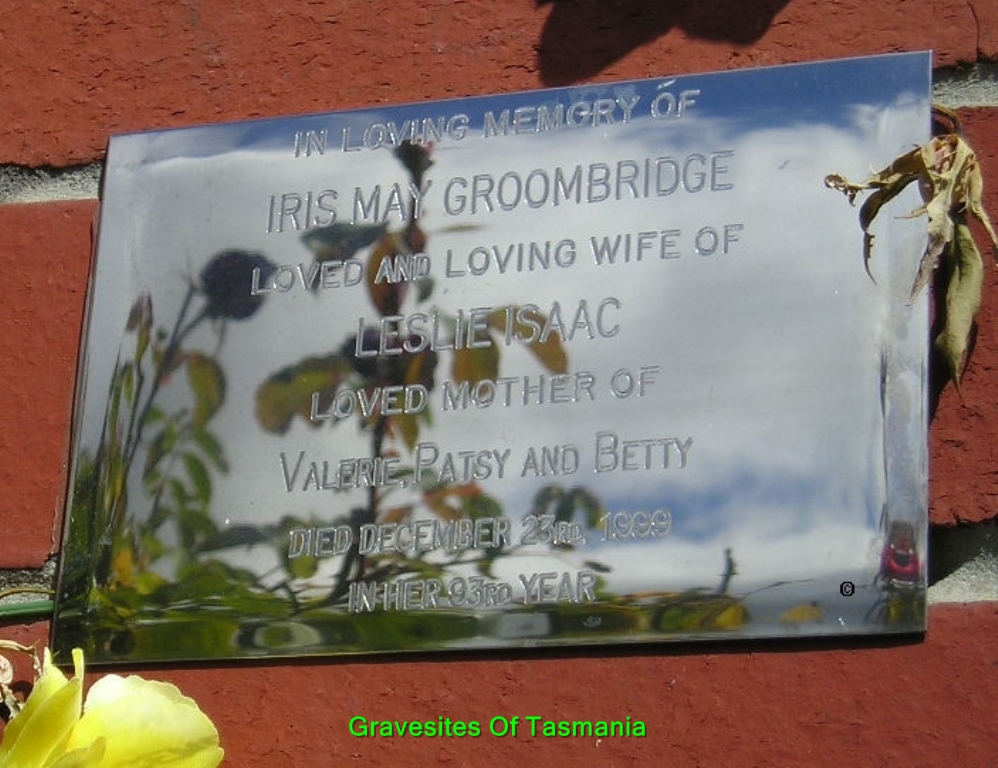 IN LOVING MEMORY OF
IRIS MAY GROOMBRIDGE
LOVED AND LOVING WIFE OF
LESLIE ISAAC
LOVED MOTHER OF
VALERIE, PATSY AND BETTY
DIED DECEMBER 23RD, 1999
IN HER 93RD YEAR
©
Gravesites Of Tasmania